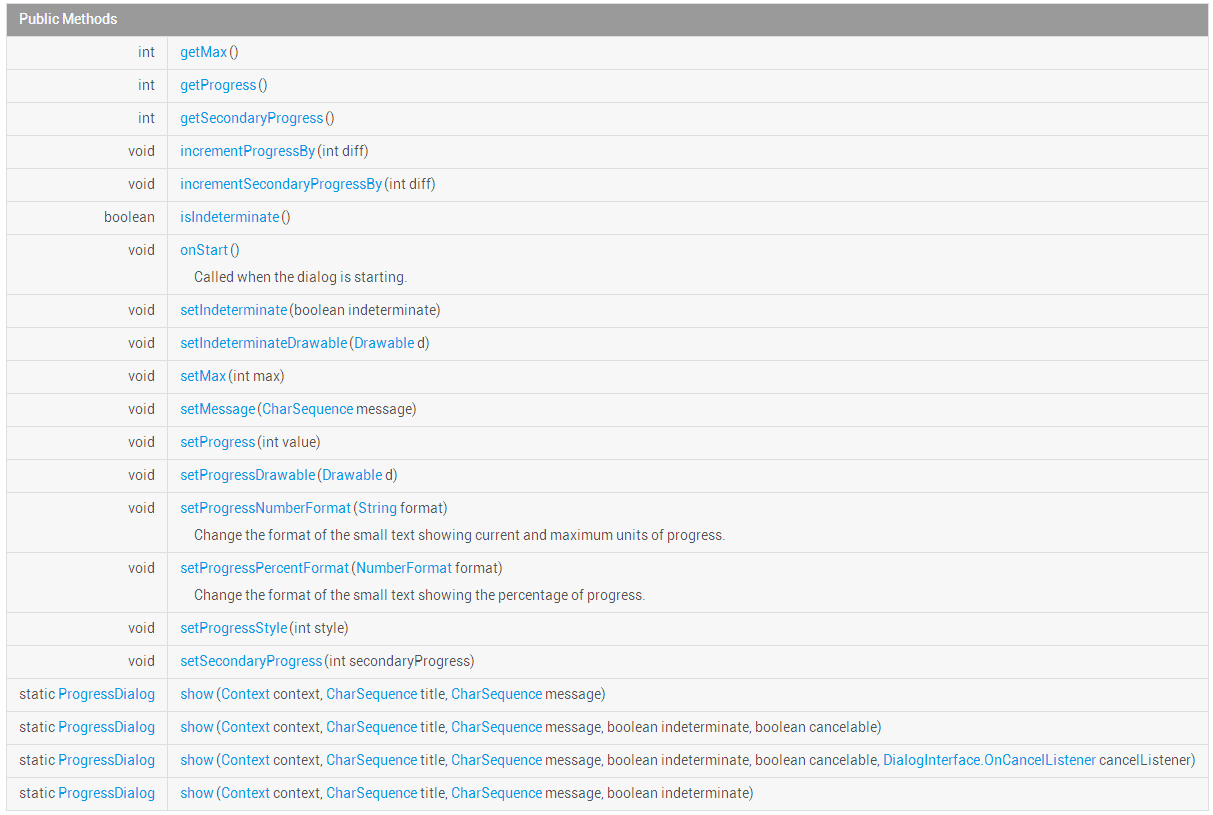 Public Methods
int getMax()
int getProgress()
int getSecondaryProgress()
void incrementProgressBy(int diff)
void incrementSecondaryProgressBy(int diff)
boolean isIndeterminate()
void onStart()
Called when the dialog is starting.
void setIndeterminate(boolean indeterminate)
void setIndeterminateDrawable(Drawable d)
void setMax(int max)
void setMessage(CharSequence message)
void setProgress(int value)
void setProgressDrawable(Drawable d)
void setProgressNumberFormat(String format)
Change the format of the small text showing current and maximum units of progress.
void setProgressPercentFormat(NumberFormat format)
Change the format of the small text showing the percentage of progress.
void setProgressStyle(int style)
void setSecondaryProgress(int secondaryProgress)
static ProgressDialog show(Context context, CharSequence title, CharSequence message)
static ProgressDialog show(Context context, CharSequence title, CharSequence message, boolean indeterminate, boolean cancelable)
static ProgressDialog show(Context context, CharSequence title, CharSequence message, boolean indeterminate, boolean cancelable, DialogInterface.OnCancelListener cancelListener)
static ProgressDialog show(Context context, CharSequence title, CharSequence message, boolean indeterminate)